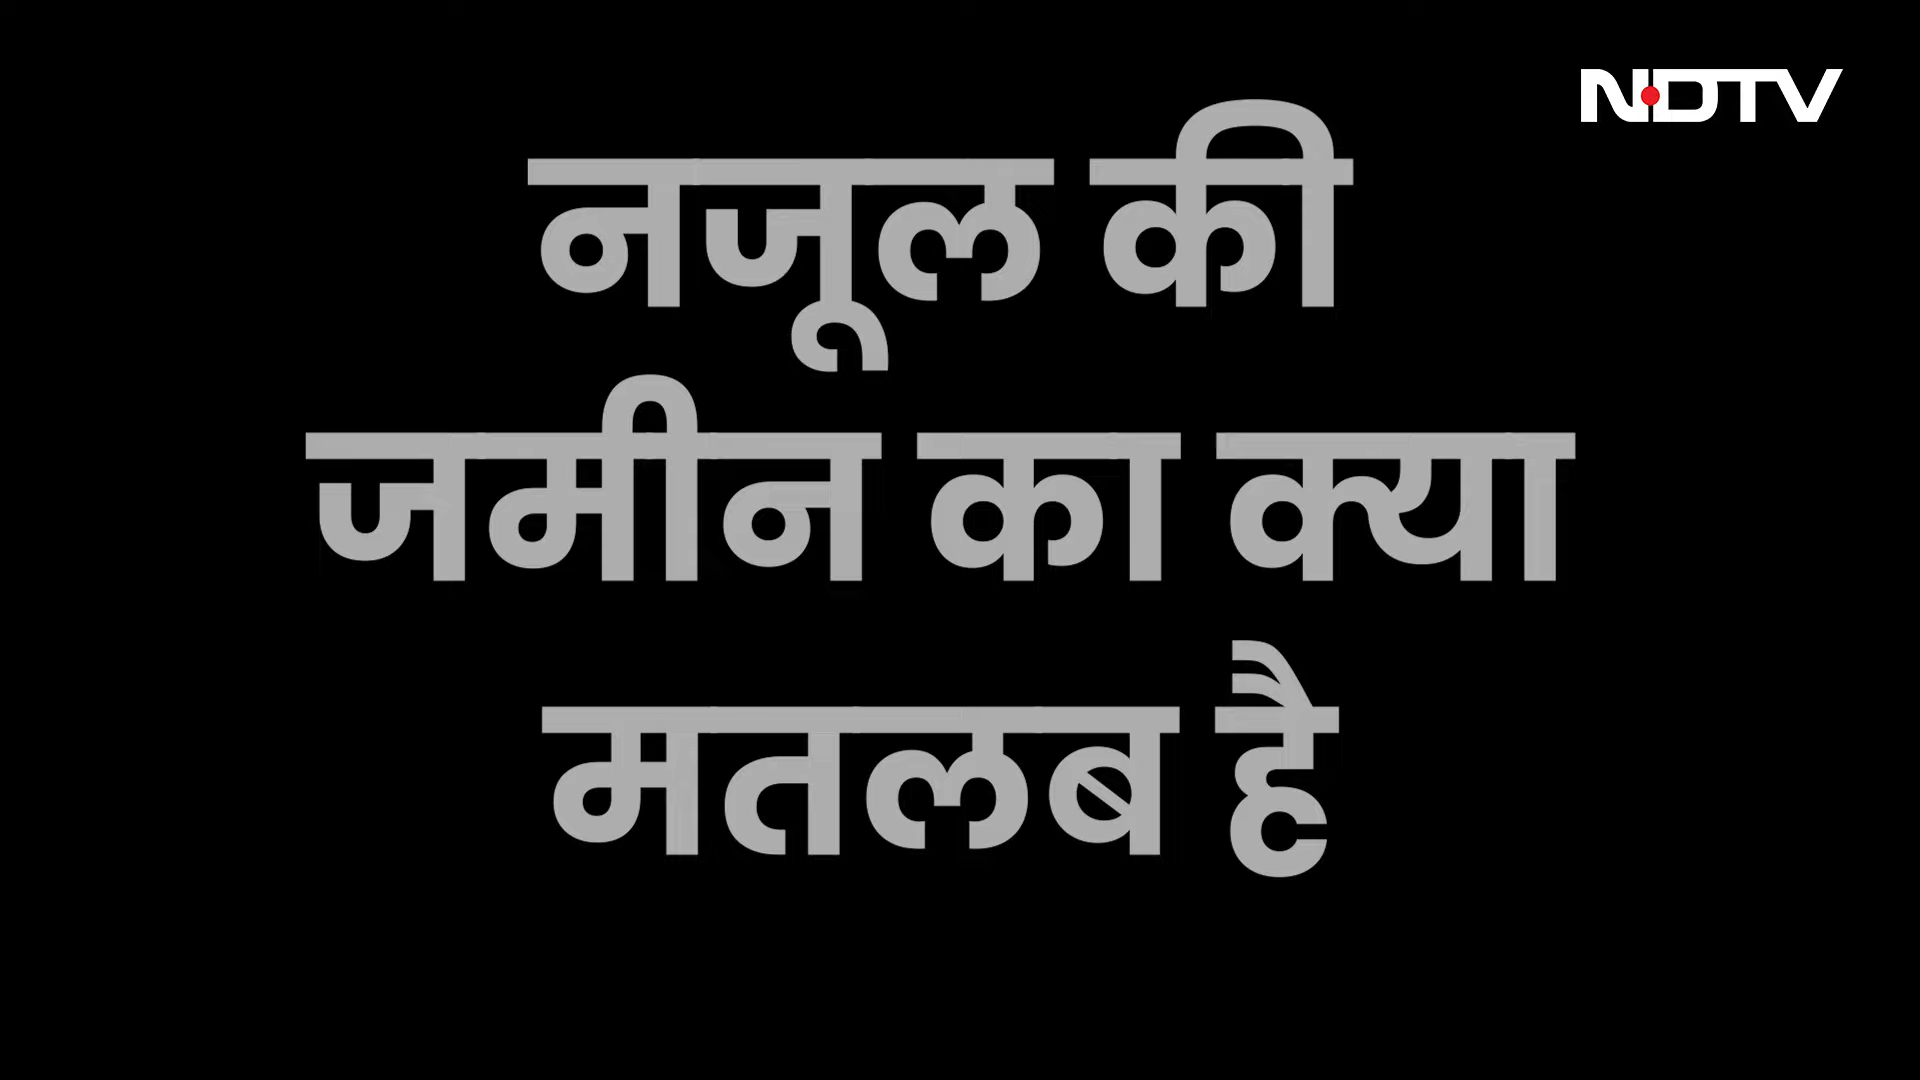 NDTV
नजूल की
जमीन का क्या
मतलब है